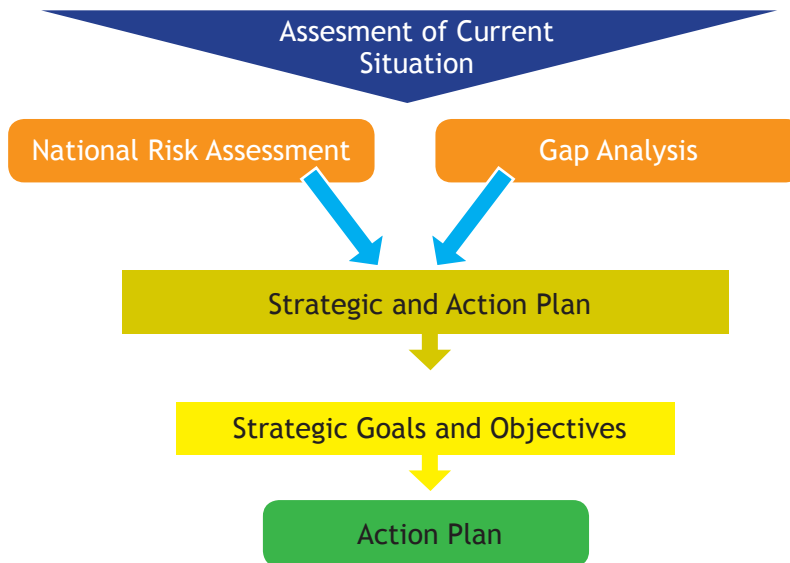 Assesment of Current
Situation
National Risk Assessment
Gap Analysis
Strategic and Action Plan
Strategic Goals and Objectives
Action Plan